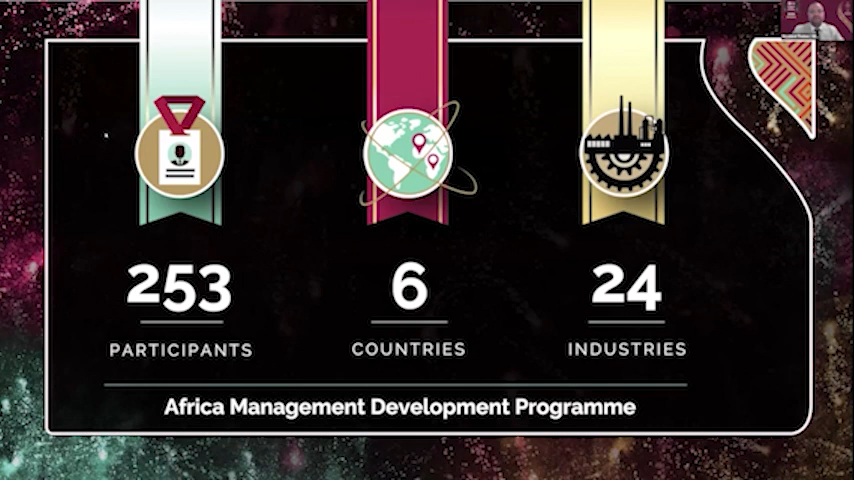 253
6
24
PARTICIPANTS
COUNTRIES
INDUSTRIES
Africa Management Development Programme